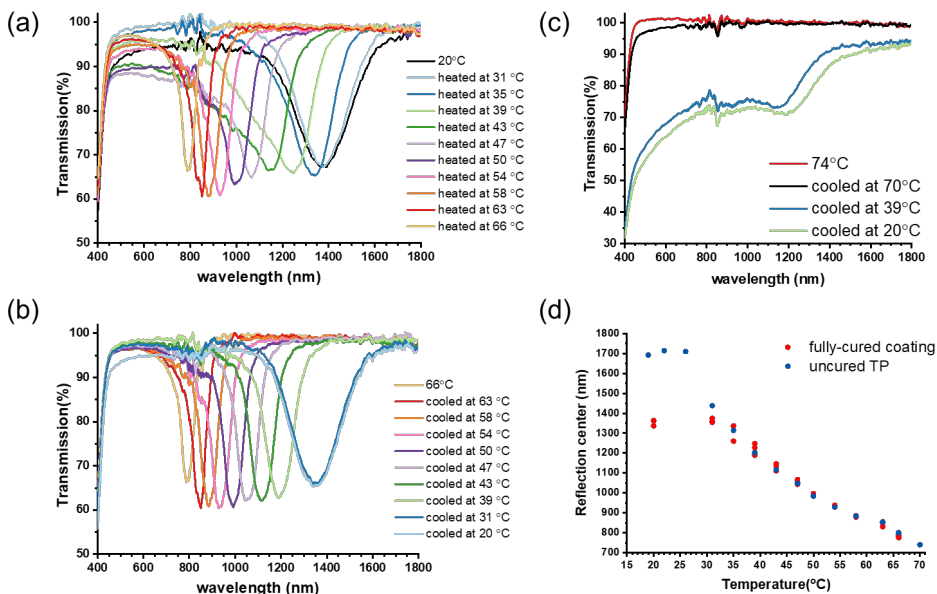 (a)
100
90
80
70
60
50
Transmission(%)
400 600 800 1000 1200 1400 1600 1800
wavelength (nm)
20°C
heated at 31 °C
heated at 35 °C
heated at 39 °C
heated at 43 °C
heated at 47 °C
heated at 50 °C
heated at 54 °C
heated at 58 °C
heated at 63 °C
heated at 66 °C
(c)
100
90
80
70
60
50
40
30
Transmission(%)
400 600 800 1000 1200 1400 1600 1800
wavelength (nm)
74°C
cooled at 70°C
cooled at 39°C
cooled at 20°C
(b)
100
90
80
70
60
50
Transmission(%)
400 600 800 1000 1200 1400 1600 1800
wavelength (nm)
66°C
cooled at 63 °C
cooled at 58 °C
cooled at 54 °C
cooled at 50 °C
cooled at 47 °C
cooled at 43 °C
cooled at 39 °C
cooled at 31 °C
cooled at 20 °C
(d)
1800
1700
1600
1500
1400
1300
1200
1100
1000
900
800
700
Reflection center (nm)
15 20 25 30 35 40 45 50 55 60 65 70
Temperature(°C)
fully-cured coating
uncured TP